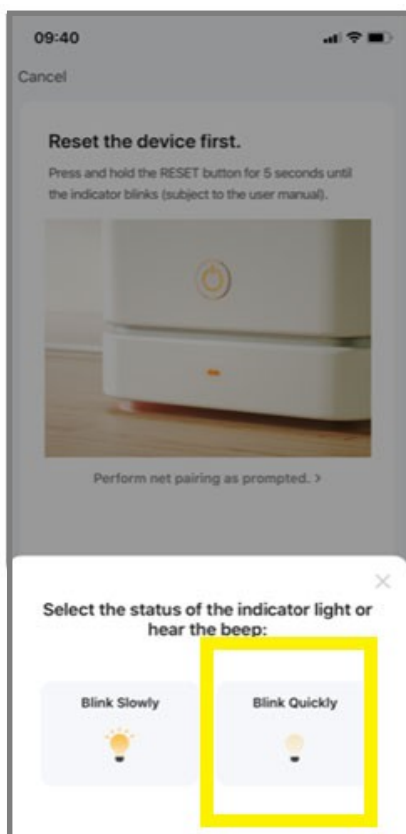 09:40
Cancel
Reset the device first.
Press and hold the RESET button for 5 seconds until
the indicator blinks (subject to the user manual).
Perform net pairing as prompted. >
Select the status of the indicator light or
hear the beep:
Blink Slowly
Blink Quickly